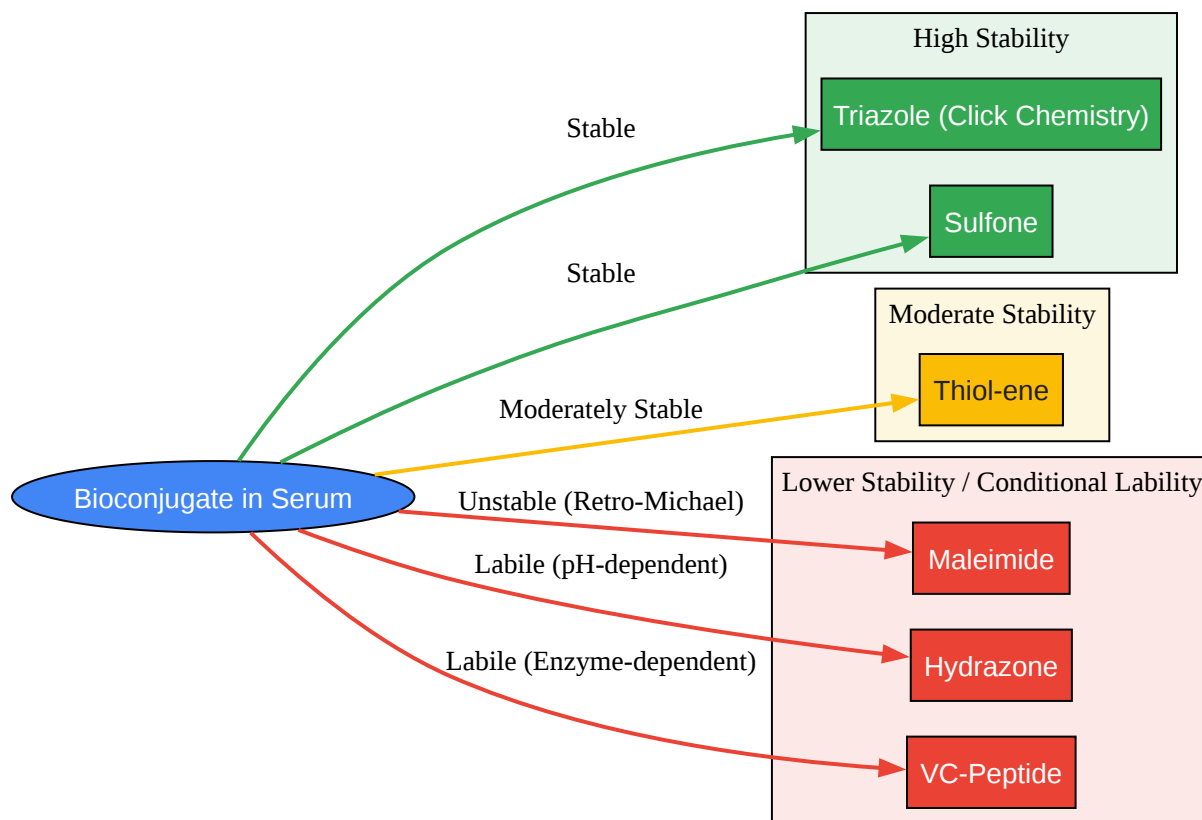 High Stability
Triazole (Click Chemistry)
Stable
Sulfone
Stable
Moderate Stability
Thiol-ene
Moderately Stable
Lower Stability / Conditional Lability
Bioconjugate in Serum
Unstable (Retro-Michael)
Maleimide
Labile (pH-dependent)
Hydrazone
Labile (Enzyme-dependent)
VC-Peptide